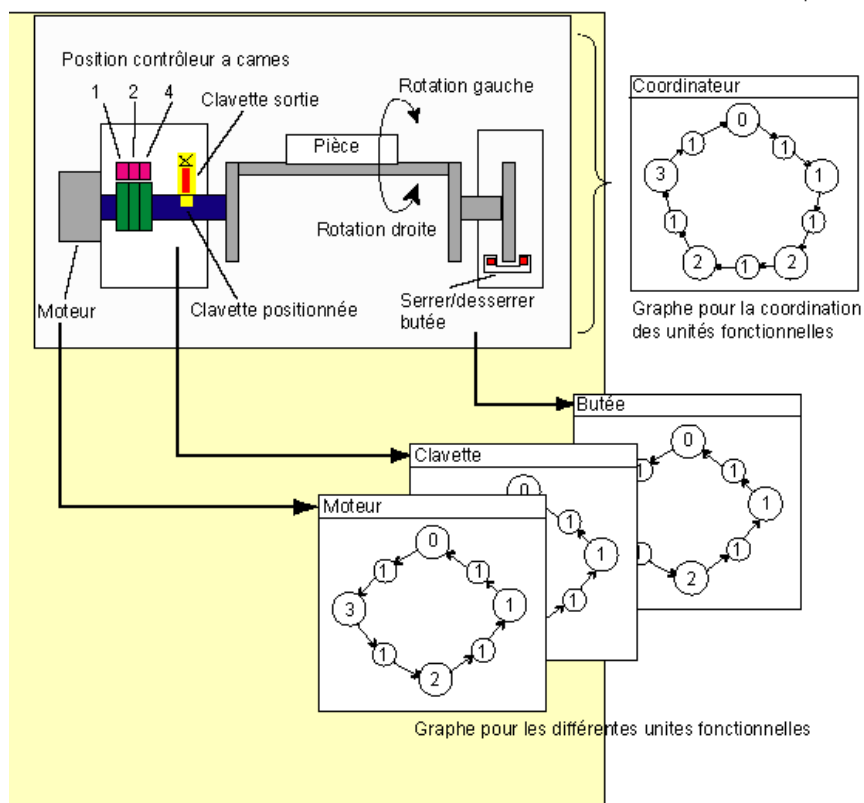 Position contrôleur a cames
1 2 4
Clavette sortie
Rotation gauche
Pièce
Rotation droite
Moteur
Clavette positionnée
Serrer/desserrer
butée
Coordinateur
0
1
1
3
1
1
1
2
1
2
Graphe pour la coordination
des unités fonctionnelles
Butée
0
1
1
1
1
1
2
Clavette
0
1
1
1
Moteur
0
1
1
3
1
1
1
2
Graphe pour les différentes unites fonctionnelles